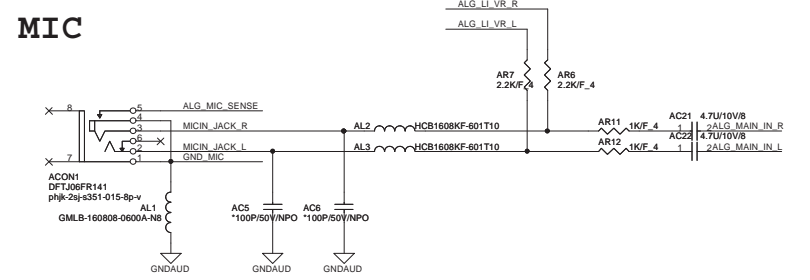 ALG_LI_VR_R
MIC
ALG_LI_VR_L
AR7
2.2K/F_4
AR6
2.2K/F_4
8
5
ALG_MIC_SENSE
4
3
MICIN_JACK_R
AL2
HCB1608KF-601T10
AR11
1K/F_4
AC21
4.7U/10V/8
1
2
ALG_MAIN_IN_R
6
2
MICIN_JACK_L
AL3
HCB1608KF-601T10
AR12
1K/F_4
AC22
4.7U/10V/8
1
2
ALG_MAIN_IN_L
7
1
GND_MIC
ACON1
DFTJ06FR141
phjk-2sj-s351-015-8p-v
AL1
GMLB-160808-0600A-N8
AC5
*100P/50V/NPO
AC6
*100P/50V/NPO
GNDAUD
GNDAUD
GNDAUD